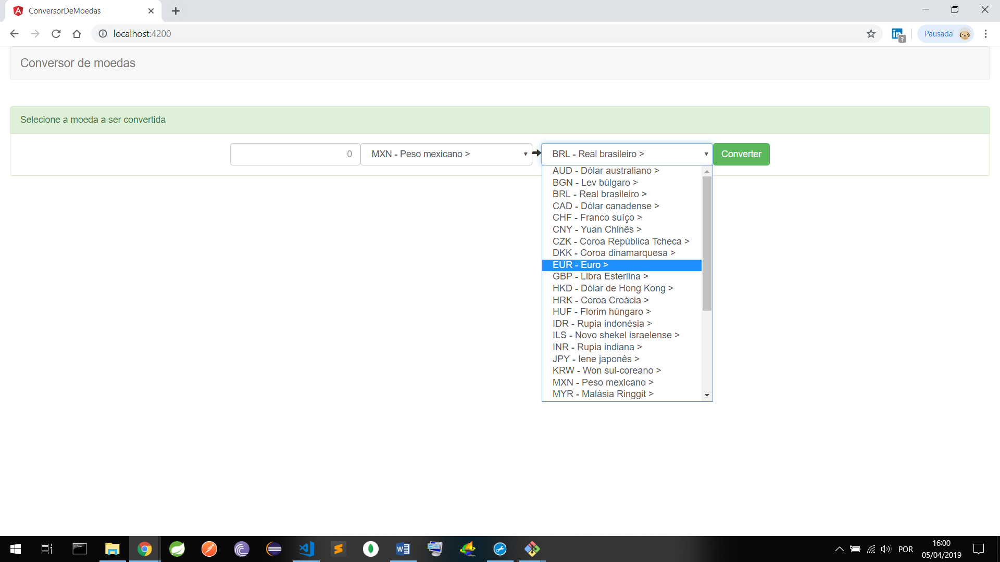 ConversorDeMoedas
localhost:4200
Pausada
Conversor de moedas
Selecione a moeda a ser convertida
0 MXN - Peso mexicano > BRL - Real brasileiro > Converter
AUD - Dólar australiano >
BGN - Lev búlgaro >
BRL - Real brasileiro >
CAD - Dólar canadense >
CHF - Franco suíço >
CNY - Yuan Chinês >
CZK - Coroa República Tcheca >
DKK - Coroa dinamarquesa >
EUR - Euro >
GBP - Libra Esterlina >
HKD - Dólar de Hong Kong >
HRK - Coroa Croácia >
HUF - Florim húngaro >
IDR - Rupia indonésia >
ILS - Novo shekel israelense >
INR - Rupia indiana >
JPY - Iene japonês >
KRW - Won sul-coreano >
MXN - Peso mexicano >
MYR - Malásia Ringgit >
POR
16:00
05/04/2019